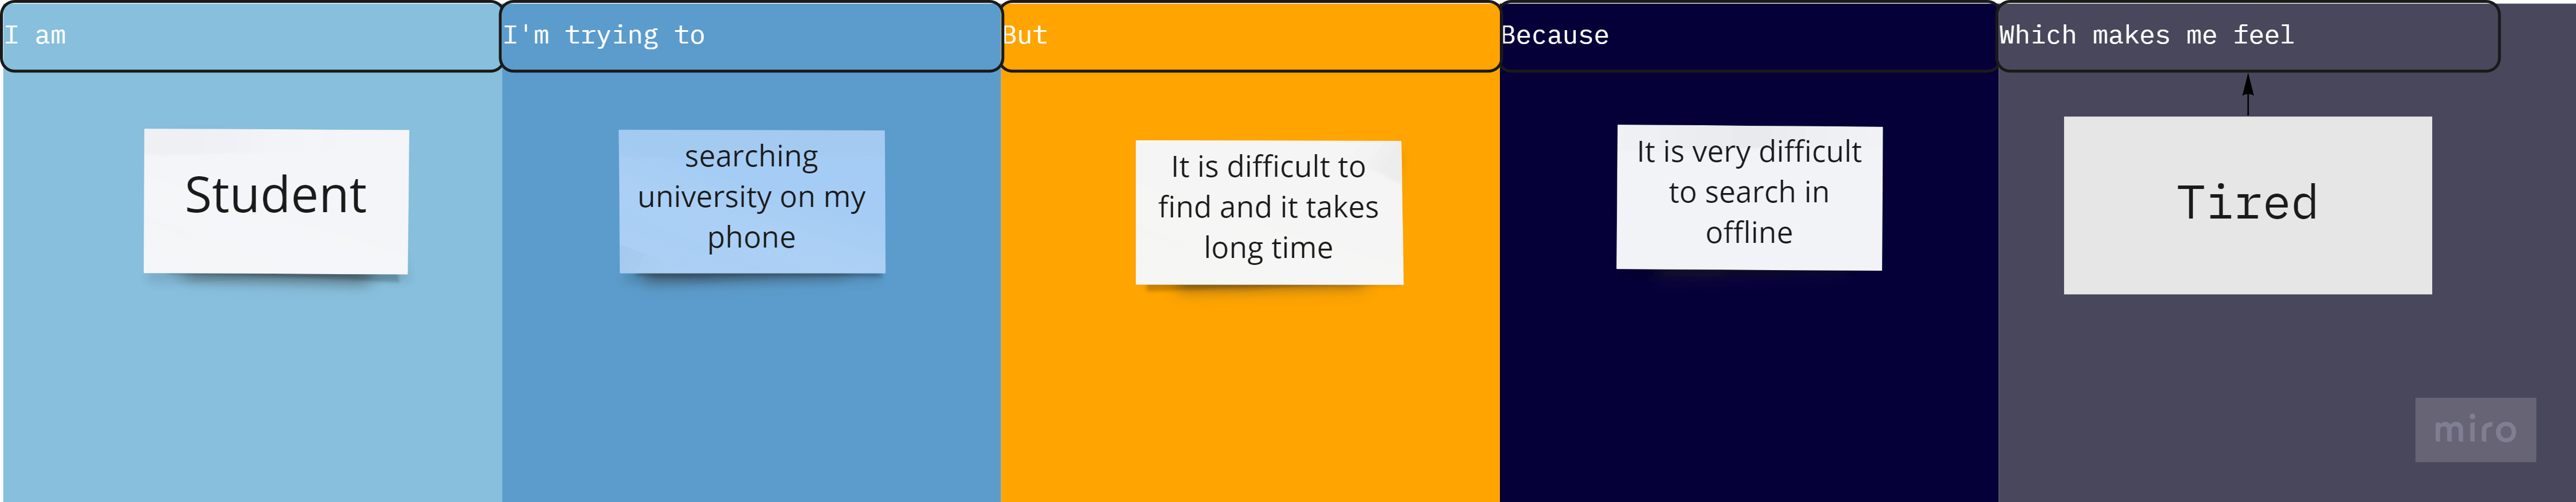 I am
I'm trying to
But
Because
Which makes me feel
Student
searching
university on my
phone
It is difficult to
find and it takes
long time
It is very difficult
to search in
offline
Tired
miro